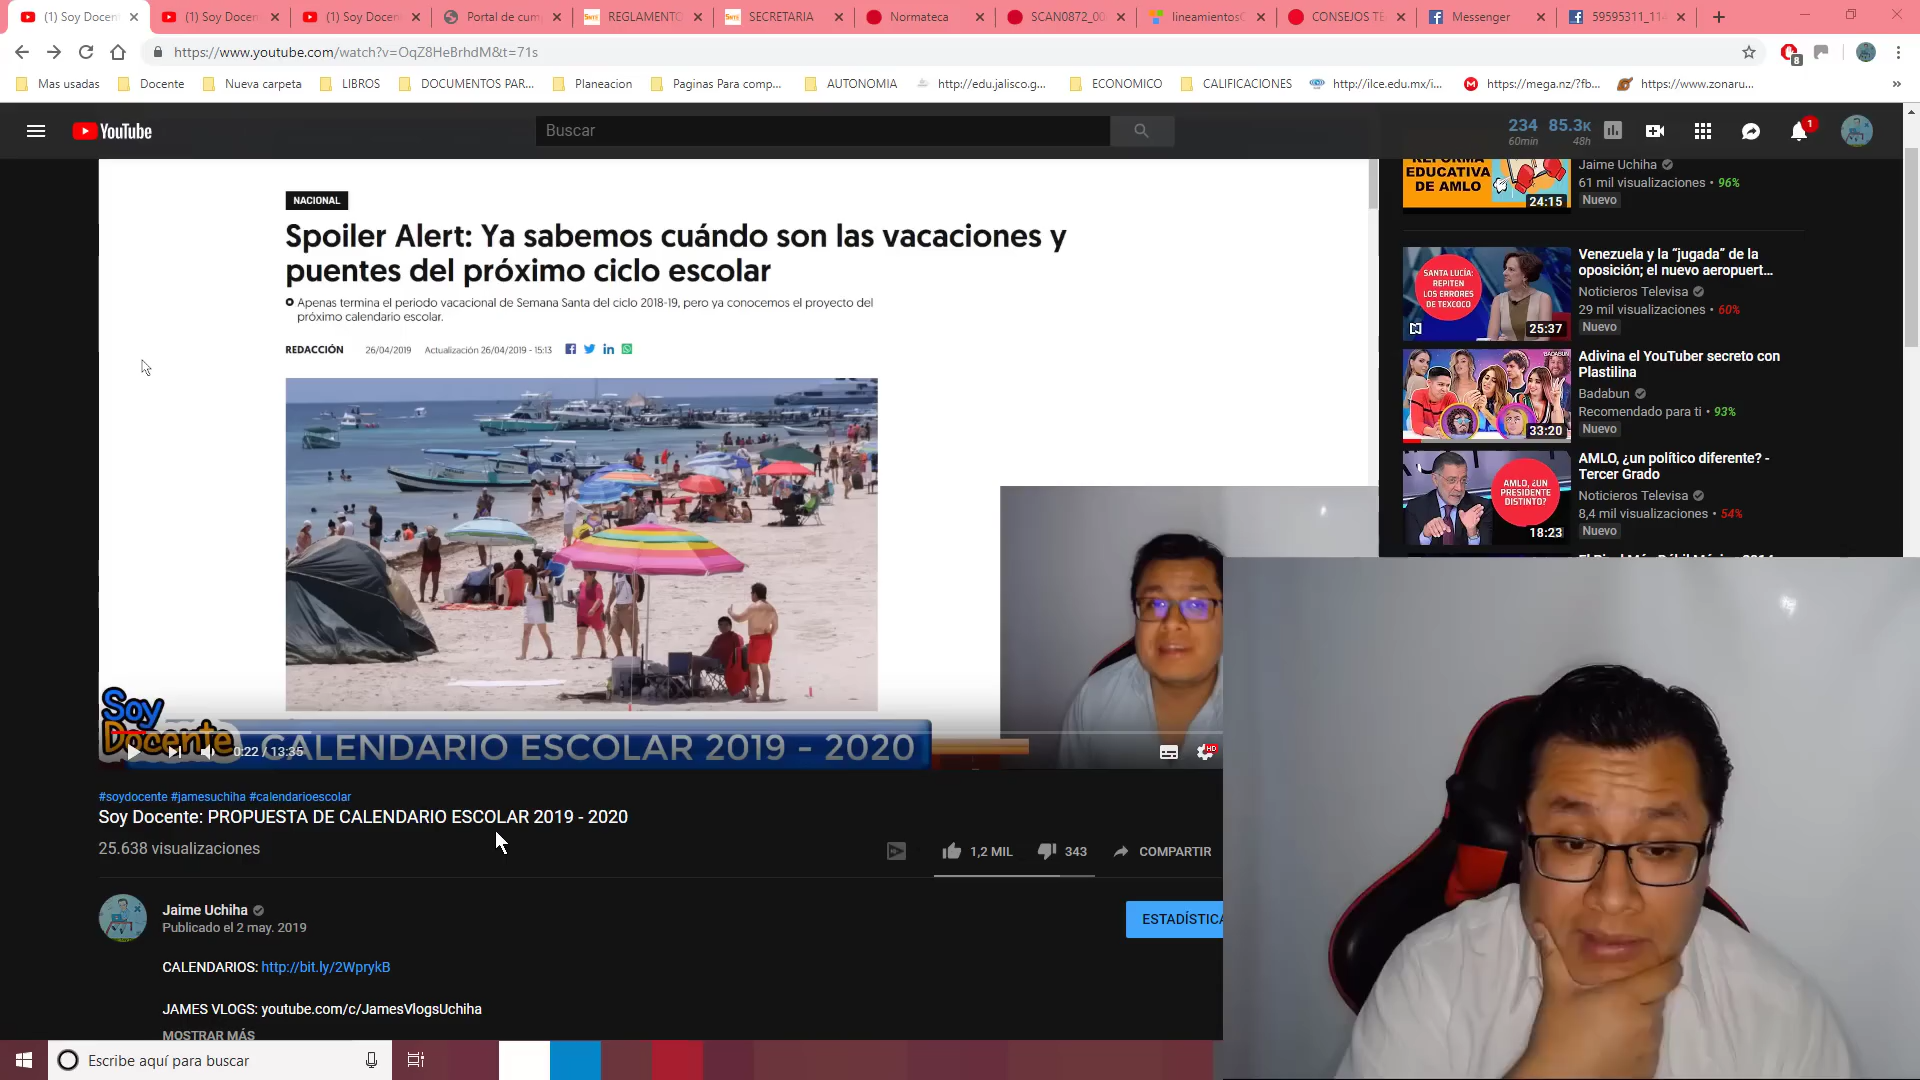 (1) Soy Docen
(1) Soy Docen
(1) Soy Docen
Portal de cum
REGLAMENTO
SECRETARIA
Normateca
SCAN0872_00
lineamientosC
CONSEJOS TE
Messenger
59595311_11
https://www.youtube.com/watch?v=OqZ8HeBrhdM&t=71s
8
Mas usadas
Docente
Nueva carpeta
LIBROS
DOCUMENTOS PAR...
Planeacion
Paginas Para comp...
AUTONOMIA
http://edu.jalisco.g...
ECONOMICO
CALIFICACIONES
http://ilce.edu.mx/i...
https://mega.nz/?fb...
https://www.zonaru...
YouTube
Buscar
234
60min
85.3K
48h
1
NACIONAL
Spoiler Alert: Ya sabemos cuándo son las vacaciones y
puentes del próximo ciclo escolar
Apenas termina el periodo vacacional de Semana Santa del ciclo 2018-19, pero ya conocemos el proyecto del
próximo calendario escolar.
REDACCIÓN
26/04/2019
Actualización 26/04/2019 - 15:13
Soy
Docente
CALENDARIO ESCOLAR 2019 - 2020
0:22 / 13:35
HD
#soydocente #jamesuchiha #calendarioescolar
Soy Docente: PROPUESTA DE CALENDARIO ESCOLAR 2019 - 2020
25.638 visualizaciones
1,2 MIL
343
COMPARTIR
Jaime Uchiha
Publicado el 2 may. 2019
ESTADÍSTICA
CALENDARIOS: http://bit.ly/2WprykB
JAMES VLOGS: youtube.com/c/JamesVlogsUchiha
MOSTRAR MÁS
REFORMA
EDUCATIVA
DE AMLO
24:15
Jaime Uchiha
61 mil visualizaciones • 96%
Nuevo
SANTA LUCÍA:
REPITEN
LOS ERRORES
DE TEXCOCO
25:37
Venezuela y la “jugada” de la
oposición; el nuevo aeropuert...
Noticieros Televisa
29 mil visualizaciones • 60%
Nuevo
BADABUN
33:20
Adivina el YouTuber secreto con
Plastilina
Badabun
Recomendado para ti • 93%
Nuevo
AMLO, ¿UN
PRESIDENTE
DISTINTO?
18:23
AMLO, ¿un político diferente? -
Tercer Grado
Noticieros Televisa
8,4 mil visualizaciones • 54%
Nuevo
Escribe aquí para buscar